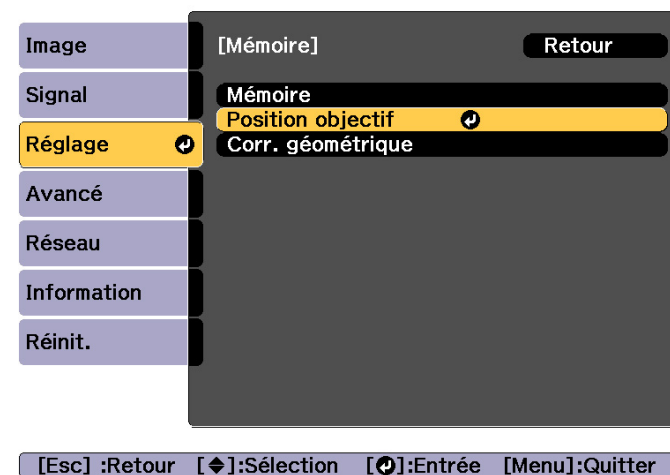 Image
Signal
Réglage
Avancé
Réseau
Information
Réinit.
[Mémoire] Retour
Mémoire
Position objectif
Corr. géométrique
[Esc] :Retour [◆]:Sélection [↵]:Entrée [Menu]:Quitter